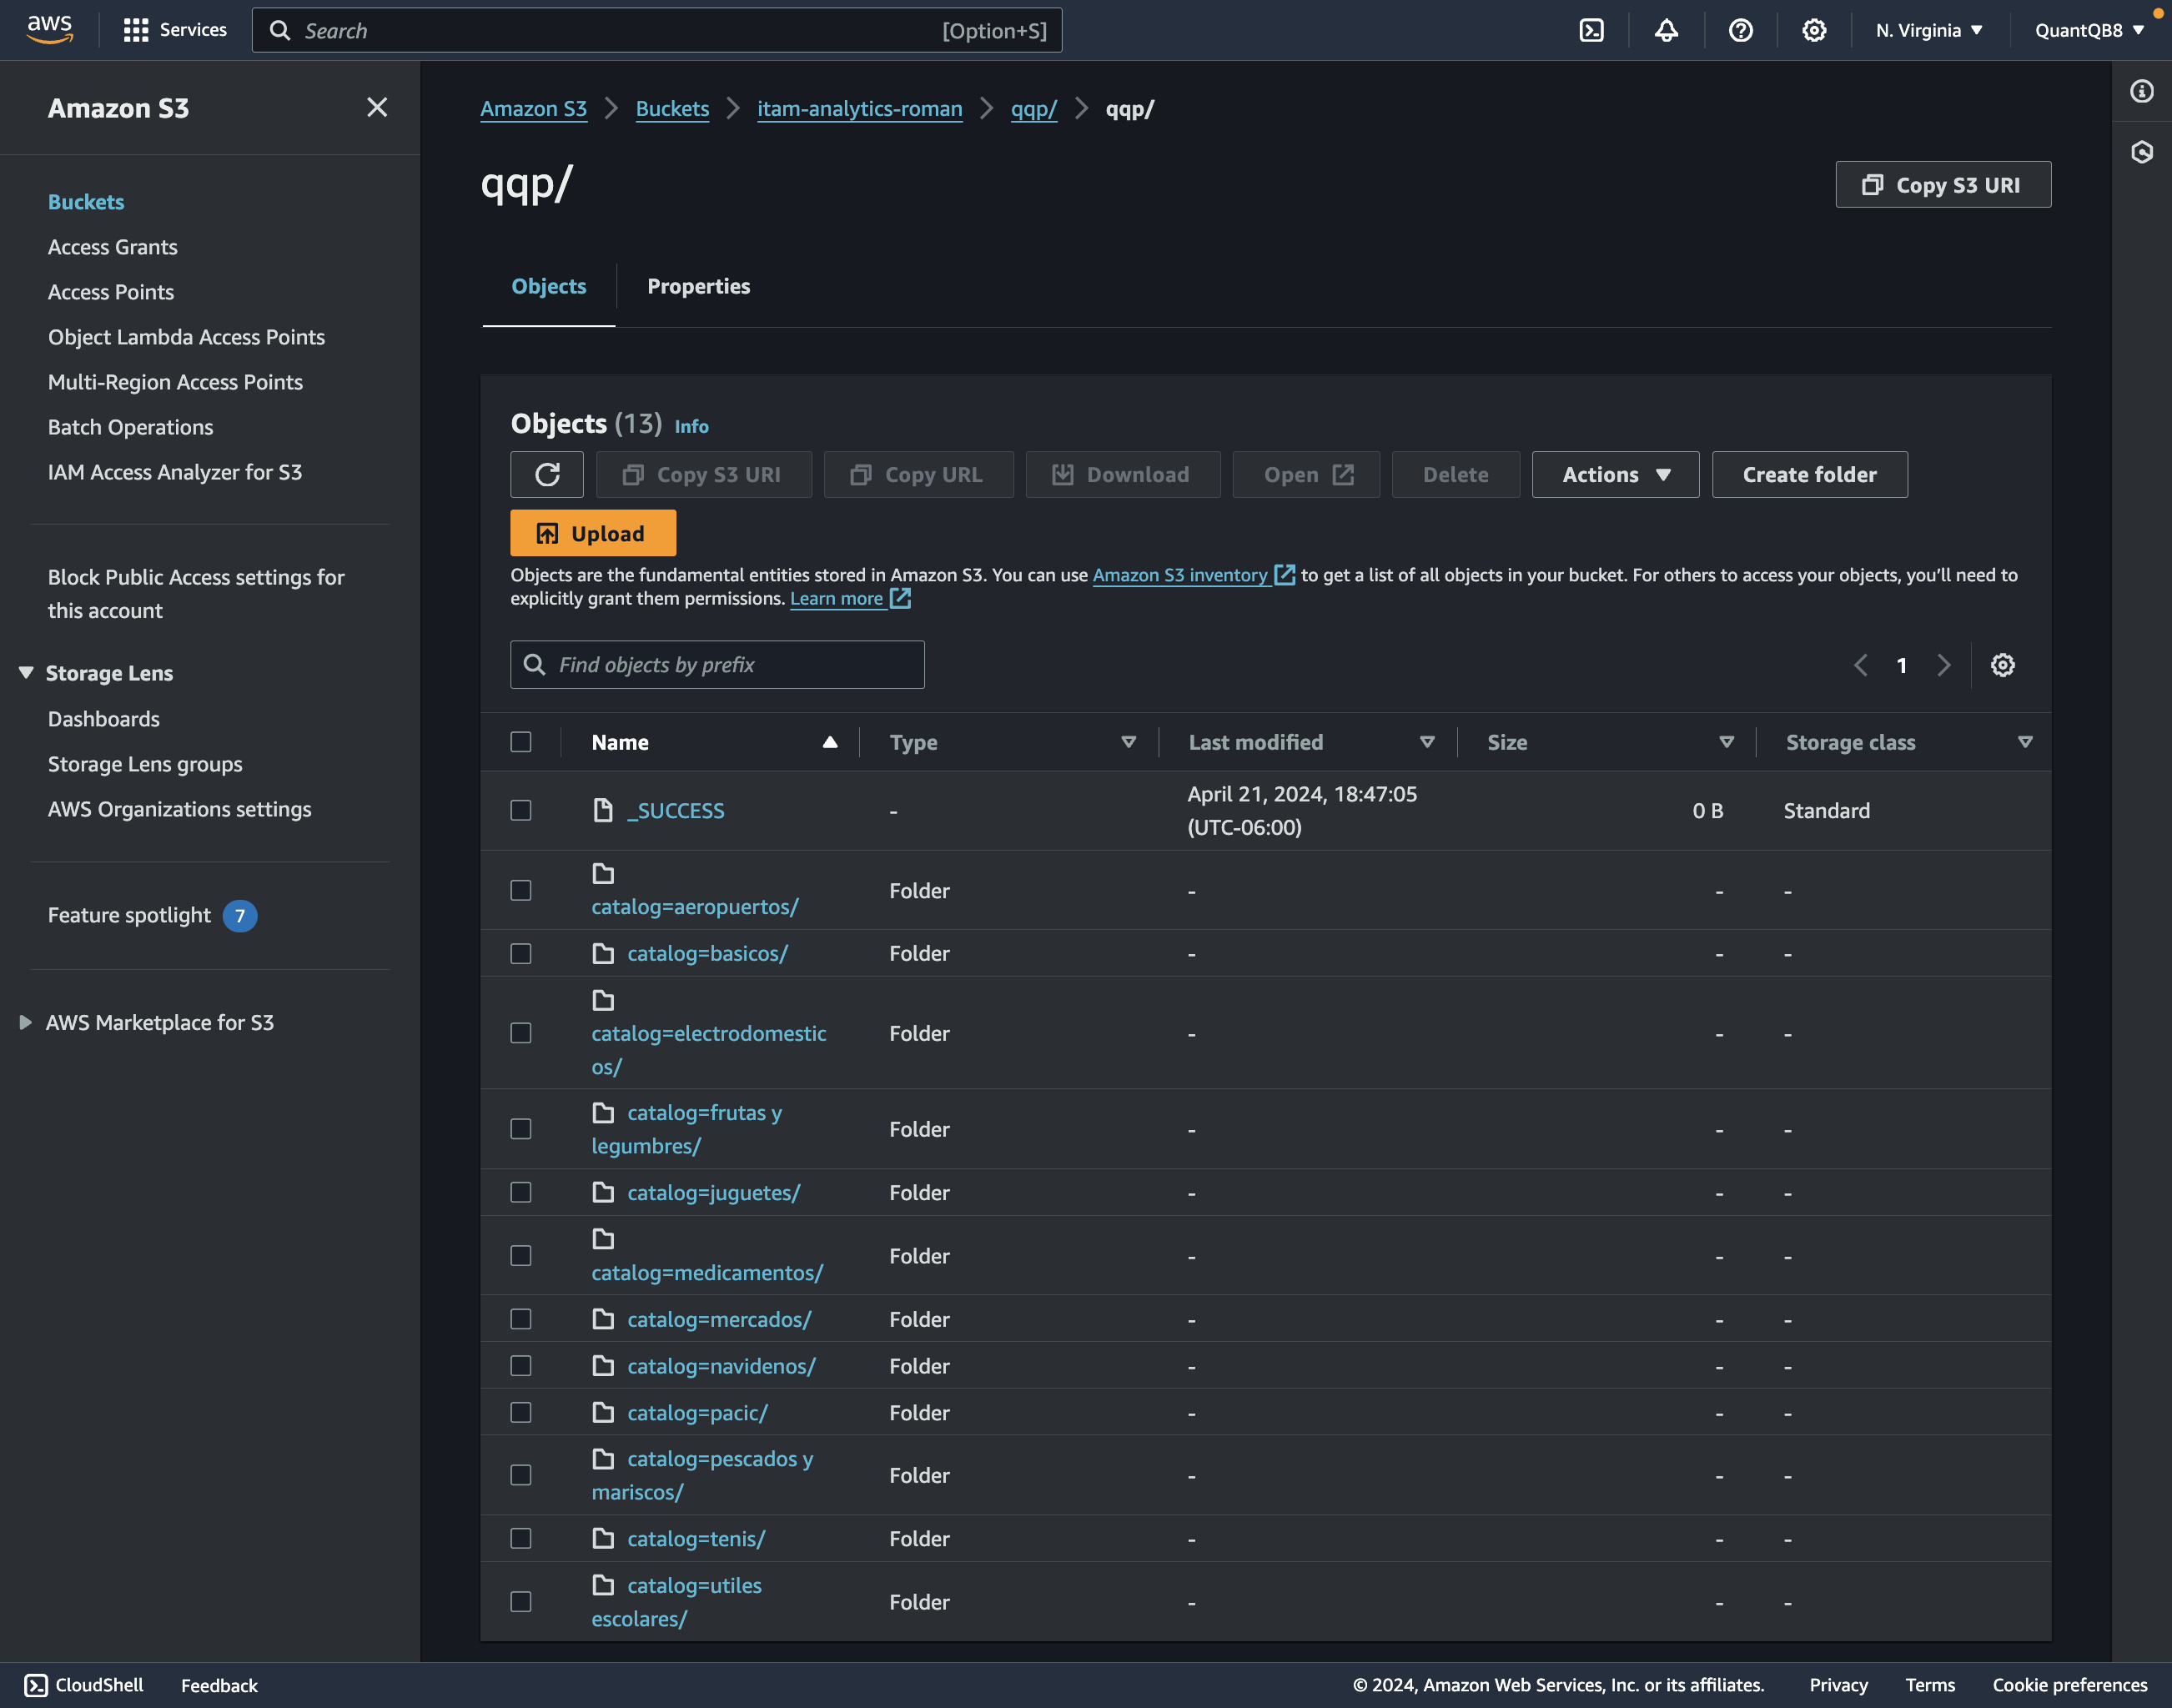 aws
Services
Search
[Option+S]
N. Virginia
QuantQB8
Amazon S3
Buckets
Access Grants
Access Points
Object Lambda Access Points
Multi-Region Access Points
Batch Operations
IAM Access Analyzer for S3
Block Public Access settings for
this account
Storage Lens
Dashboards
Storage Lens groups
AWS Organizations settings
Feature spotlight 7
AWS Marketplace for S3
Amazon S3 > Buckets > itam-analytics-roman > qqp/ > qqp/
qqp/
Copy S3 URI
Objects
Properties
Objects (13) Info
Copy S3 URI
Copy URL
Download
Open
Delete
Actions
Create folder
Upload
Objects are the fundamental entities stored in Amazon S3. You can use Amazon S3 inventory to get a list of all objects in your bucket. For others to access your objects, you’ll need to
explicitly grant them permissions. Learn more
Find objects by prefix
1
Name Type Last modified Size Storage class
_SUCCESS - April 21, 2024, 18:47:05
(UTC-06:00) 0 B Standard
catalog=aeropuertos/ Folder - - -
catalog=basicos/ Folder - - -
catalog=electrodomestic
os/ Folder - - -
catalog=frutas y
legumbres/ Folder - - -
catalog=juguetes/ Folder - - -
catalog=medicamentos/ Folder - - -
catalog=mercados/ Folder - - -
catalog=navidenos/ Folder - - -
catalog=pacic/ Folder - - -
catalog=pescados y
mariscos/ Folder - - -
catalog=tenis/ Folder - - -
catalog=utiles
escolares/ Folder - - -
CloudShell
Feedback
© 2024, Amazon Web Services, Inc. or its affiliates.
Privacy
Terms
Cookie preferences